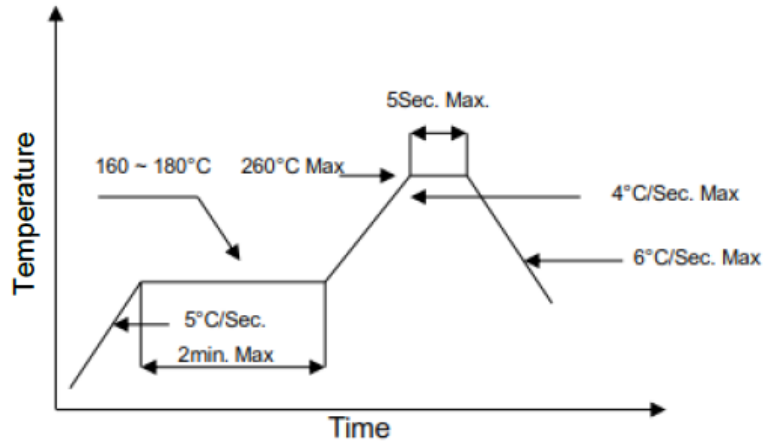 5Sec. Max.
160 ~ 180°C
260°C Max
4°C/Sec. Max
6°C/Sec. Max
5°C/Sec.
2min. Max
Temperature
Time